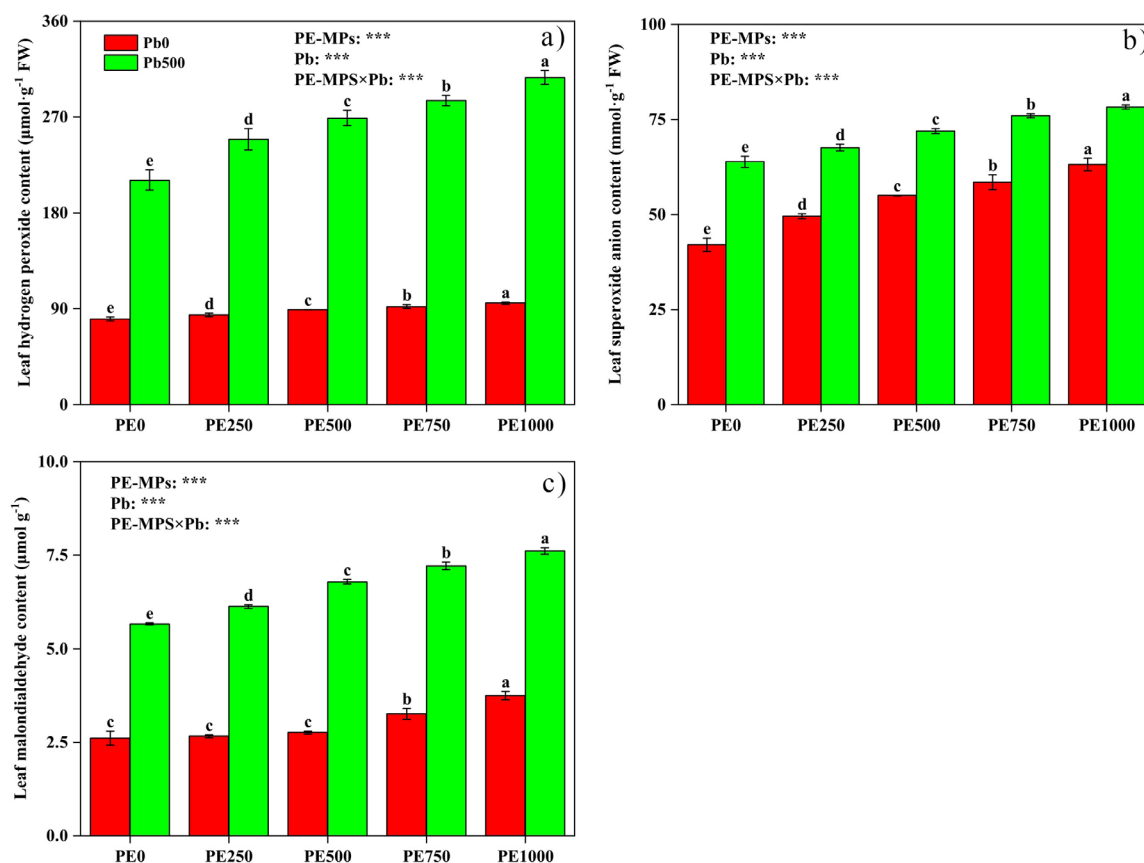 a)
Pb0
Pb500
PE-MPs: ***
Pb: ***
PE-MPS×Pb: ***
Leaf hydrogen peroxide content (μmol·g⁻¹ FW)
360
270
180
90
0
e
d
c
b
a
e
d
c
b
a
PE0 PE250 PE500 PE750 PE1000
b)
PE-MPs: ***
Pb: ***
PE-MPS×Pb: ***
Leaf superoxide anion content (mmol·g⁻¹ FW)
100
75
50
25
0
e
d
c
b
a
e
d
c
b
a
PE0 PE250 PE500 PE750 PE1000
c)
PE-MPs: ***
Pb: ***
PE-MPS×Pb: ***
Leaf malondialdehyde content (μmol g⁻¹)
10.0
7.5
5.0
2.5
0.0
e
d
c
b
a
c
c
c
b
a
PE0 PE250 PE500 PE750 PE1000